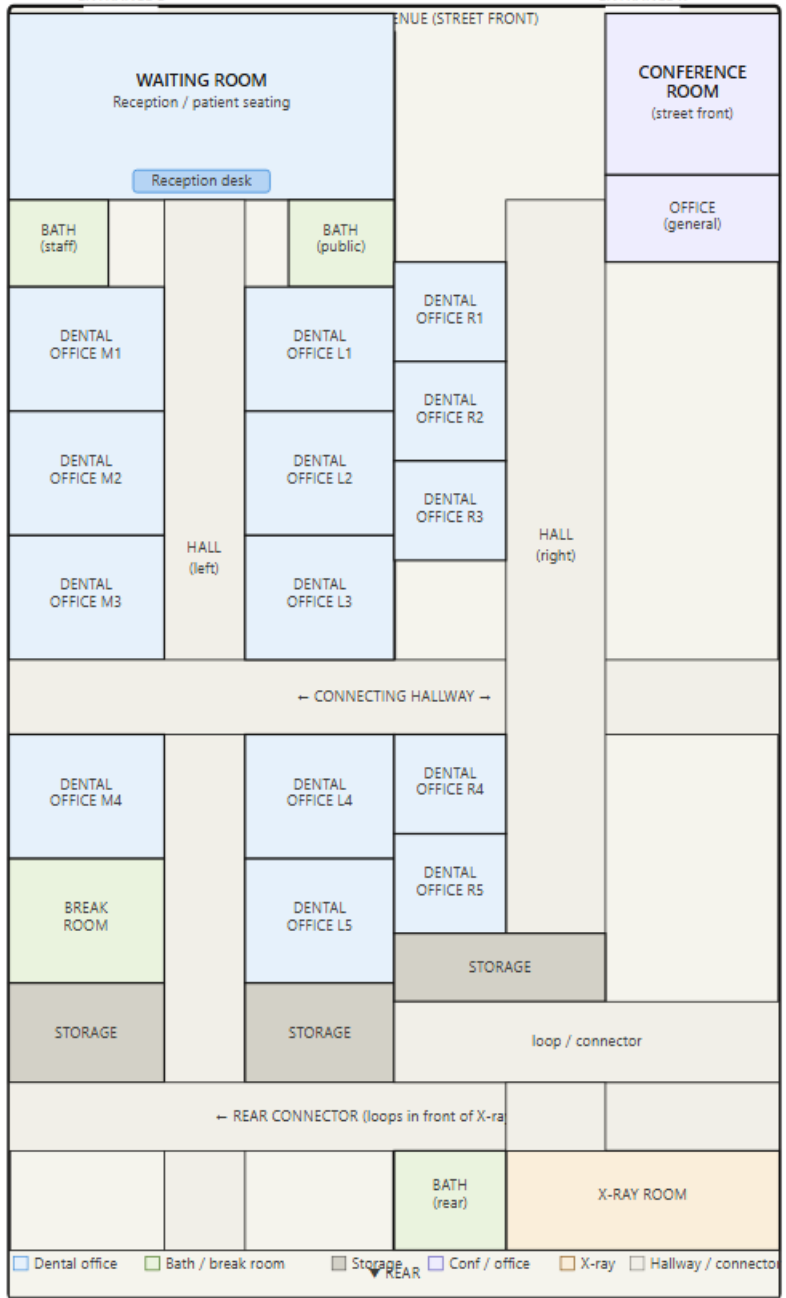 ENUE (STREET FRONT)
WAITING ROOM
Reception / patient seating
Reception desk
CONFERENCE
ROOM
(street front)
OFFICE
(general)
BATH
(staff)
BATH
(public)
DENTAL
OFFICE M1
DENTAL
OFFICE L1
DENTAL
OFFICE R1
DENTAL
OFFICE R2
DENTAL
OFFICE M2
DENTAL
OFFICE L2
DENTAL
OFFICE R3
HALL
(left)
HALL
(right)
DENTAL
OFFICE M3
DENTAL
OFFICE L3
← CONNECTING HALLWAY →
DENTAL
OFFICE M4
DENTAL
OFFICE L4
DENTAL
OFFICE R4
DENTAL
OFFICE R5
BREAK
ROOM
DENTAL
OFFICE L5
STORAGE
STORAGE
STORAGE
loop / connector
← REAR CONNECTOR (loops in front of X-ra
BATH
(rear)
X-RAY ROOM
Dental office
Bath / break room
Storage
Conf / office
X-ray
Hallway / connector
▼ REAR